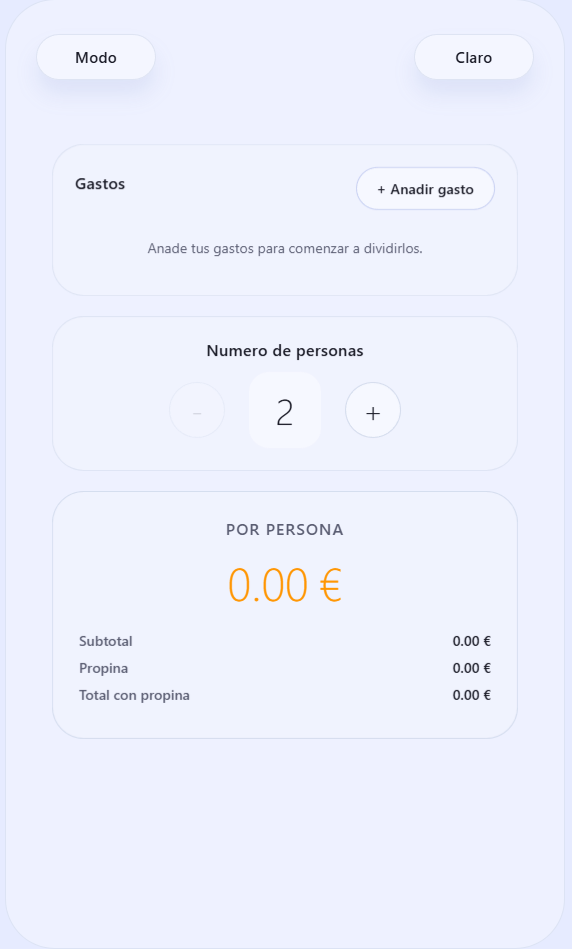 Modo
Claro
Gastos
+ Anadir gasto
Anade tus gastos para comenzar a dividirlos.
Numero de personas
–
2
+
POR PERSONA
0.00 €
Subtotal 0.00 €
Propina 0.00 €
Total con propina 0.00 €